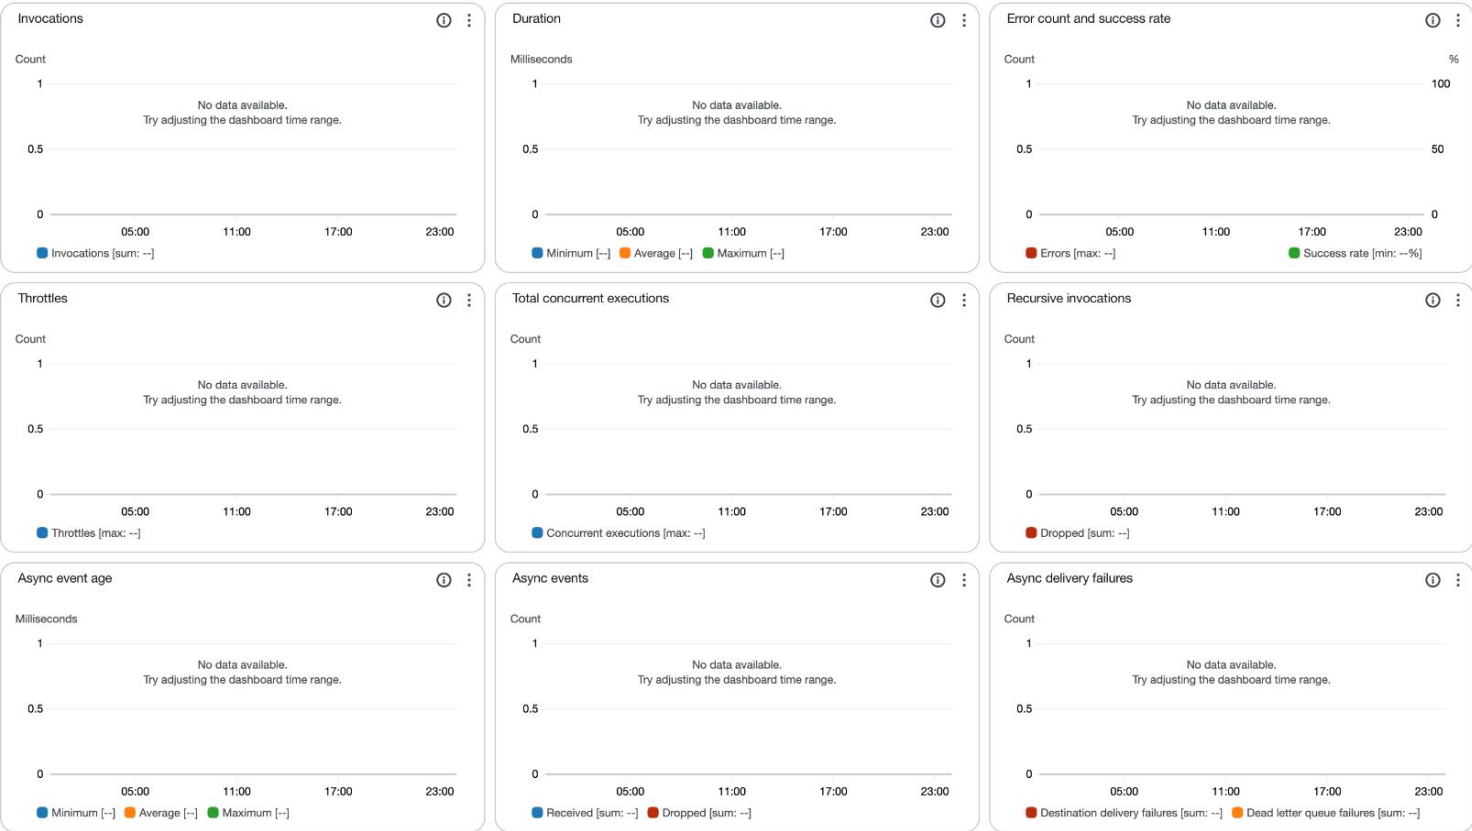 Invocations
Count
1
No data available.
Try adjusting the dashboard time range.
0.5
0
05:00 11:00 17:00 23:00
Invocations [sum: --]
Duration
Milliseconds
1
No data available.
Try adjusting the dashboard time range.
0.5
0
05:00 11:00 17:00 23:00
Minimum [--] Average [--] Maximum [--]
Error count and success rate
Count %
1 100
No data available.
Try adjusting the dashboard time range.
0.5 50
0 0
05:00 11:00 17:00 23:00
Errors [max: --] Success rate [min: --%]
Throttles
Count
1
No data available.
Try adjusting the dashboard time range.
0.5
0
05:00 11:00 17:00 23:00
Throttles [max: --]
Total concurrent executions
Count
1
No data available.
Try adjusting the dashboard time range.
0.5
0
05:00 11:00 17:00 23:00
Concurrent executions [max: --]
Recursive invocations
Count
1
No data available.
Try adjusting the dashboard time range.
0.5
0
05:00 11:00 17:00 23:00
Dropped [sum: --]
Async event age
Milliseconds
1
No data available.
Try adjusting the dashboard time range.
0.5
0
05:00 11:00 17:00 23:00
Minimum [--] Average [--] Maximum [--]
Async events
Count
1
No data available.
Try adjusting the dashboard time range.
0.5
0
05:00 11:00 17:00 23:00
Received [sum: --] Dropped [sum: --]
Async delivery failures
Count
1
No data available.
Try adjusting the dashboard time range.
0.5
0
05:00 11:00 17:00 23:00
Destination delivery failures [sum: --] Dead letter queue failures [sum: --]